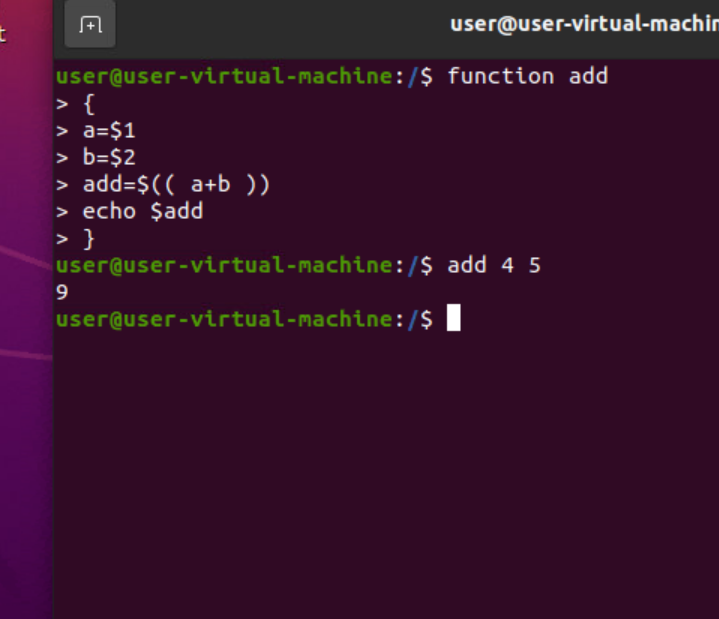 t
user@user-virtual-machin
user@user-virtual-machine:/$ function add
> {
> a=$1
> b=$2
> add=$(( a+b ))
> echo $add
> }
user@user-virtual-machine:/$ add 4 5
9
user@user-virtual-machine:/$